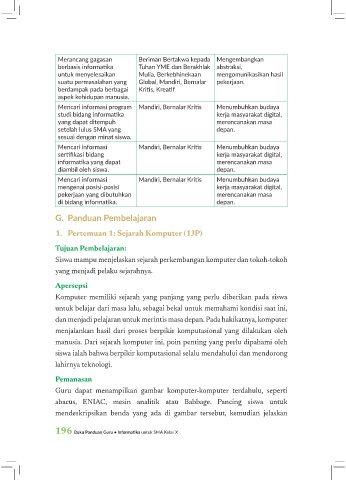 Merancang gagasan berbasis informatika untuk menyelesaikan suatu permasalahan yang berdampak pada berbagai aspek kehidupan manusia.
Beriman Bertakwa kepada Tuhan YME dan Berakhlak Mulia, Berkebhinekaan Global, Mandiri, Bernalar Kritis, Kreatif
Mengembangkan abstraksi, mengomunikasikan hasil pekerjaan.
Mencari informasi program studi bidang informatika yang dapat ditempuh setelah lulus SMA yang sesuai dengan minat siswa.
Mandiri, Bernalar Kritis
Menumbuhkan budaya kerja masyarakat digital, merencanakan masa depan.
Mencari informasi sertifikasi bidang informatika yang dapat diambil oleh siswa.
Mandiri, Bernalar Kritis
Menumbuhkan budaya kerja masyarakat digital, merencanakan masa depan.
Mencari informasi mengenai posisi-posisi pekerjaan yang dibutuhkan di bidang informatika.
Mandiri, Bernalar Kritis
Menumbuhkan budaya kerja masyarakat digital, merencanakan masa depan.
G. Panduan Pembelajaran
1. Pertemuan 1: Sejarah Komputer (1JP)
Tujuan Pembelajaran:
Siswa mampu menjelaskan sejarah perkembangan komputer dan tokoh-tokoh
yang menjadi pelaku sejarahnya.
Apersepsi
Komputer memiliki sejarah yang panjang yang perlu diberikan pada siswa
untuk belajar dari masa lalu, sebagai bekal untuk memahami kondisi saat ini,
dan menjadi pelajaran untuk merintis masa depan. Pada hakikatnya, komputer
menjalankan hasil dari proses berpikir komputasional yang dilakukan oleh
manusia. Dari sejarah komputer ini, poin penting yang perlu dipahami oleh
siswa ialah bahwa berpikir komputasional selalu mendahului dan mendorong
lahirnya teknologi.
Pemanasan
Guru dapat menampilkan gambar komputer-komputer terdahulu, seperti
abacus, ENIAC, mesin analitik atau Babbage. Pancing siswa untuk
mendeskripsikan benda yang ada di gambar tersebut, kemudian jelaskan
196 Buku Panduan Guru • Informatika untuk SMA Kelas X